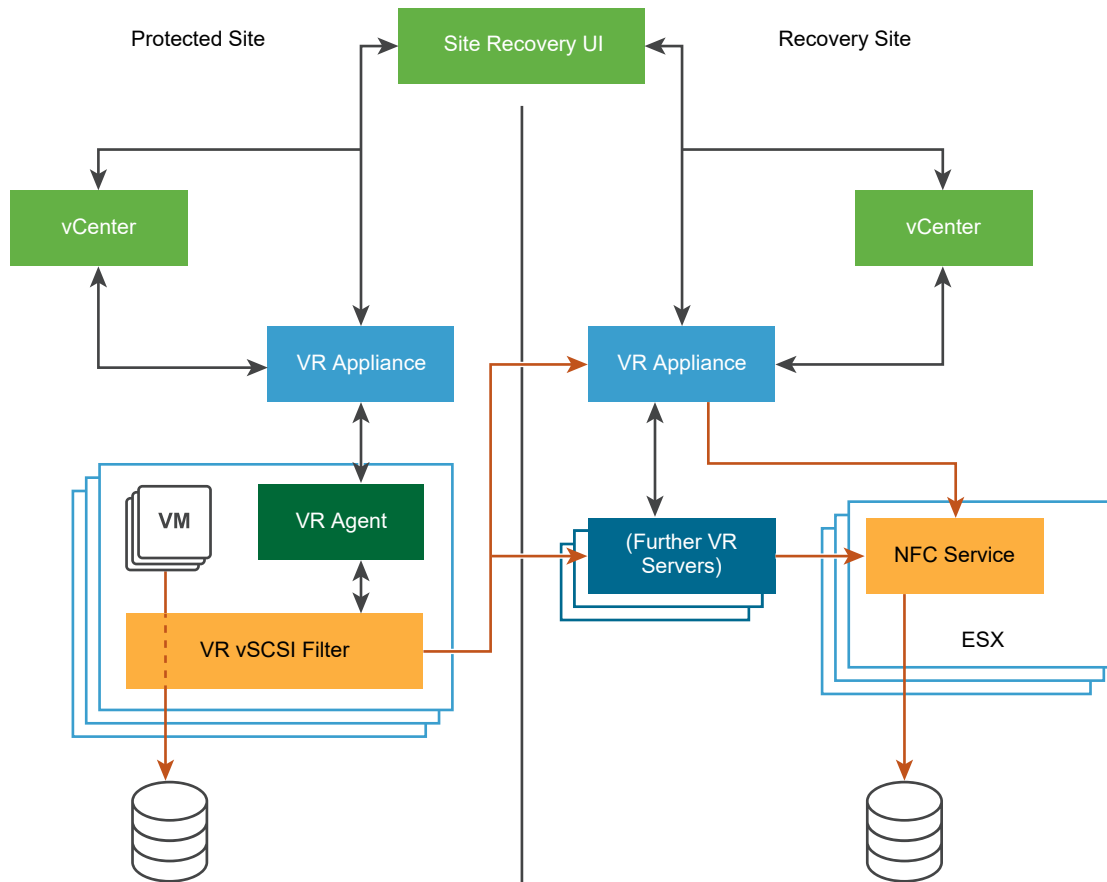 Protected Site
Site Recovery UI
Recovery Site
vCenter
vCenter
VR Appliance
VR Appliance
VM
VR Agent
(Further VR
Servers)
NFC Service
VR vSCSI Filter
ESX